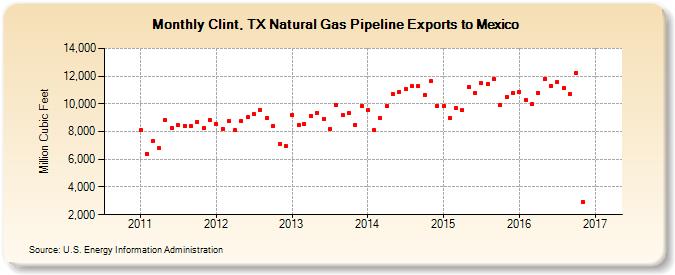 Monthly Clint, TX Natural Gas Pipeline Exports to Mexico
Million Cubic Feet
14,000
12,000
10,000
8,000
6,000
4,000
2,000
2011 2012 2013 2014 2015 2016 2017
Source: U.S. Energy Information Administration